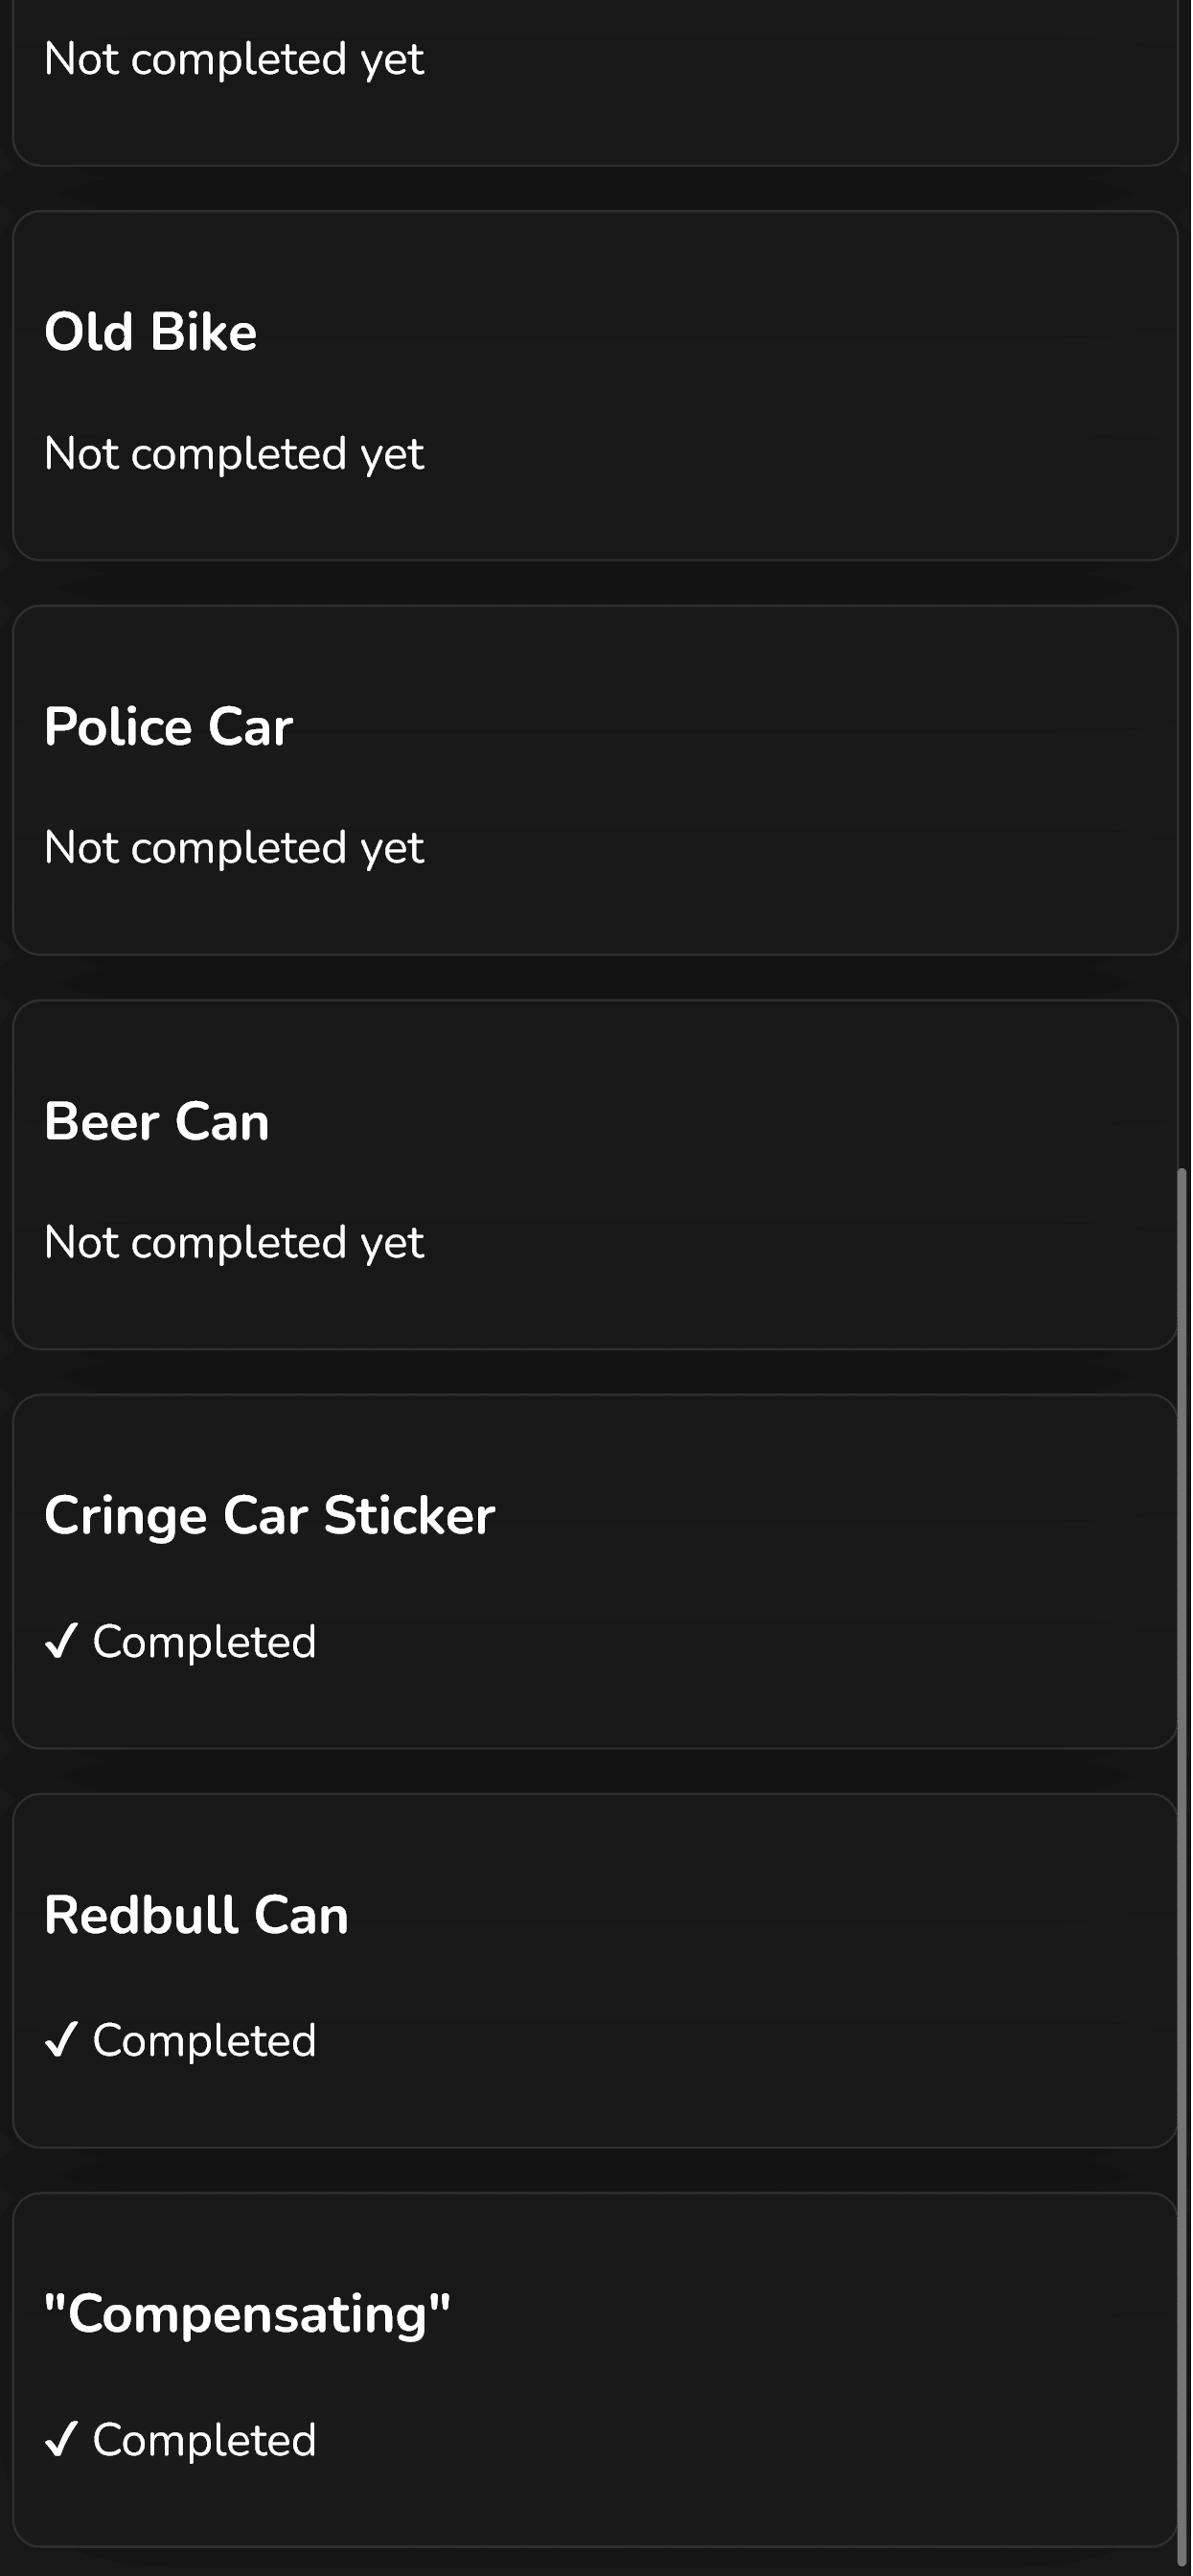 Not completed yet
Old Bike
Not completed yet
Police Car
Not completed yet
Beer Can
Not completed yet
Cringe Car Sticker
✓ Completed
Redbull Can
✓ Completed
"Compensating"
✓ Completed